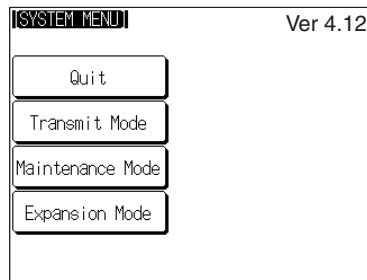 [SYSTEM MENU]
Ver 4.12
Quit
Transmit Mode
Maintenance Mode
Expansion Mode